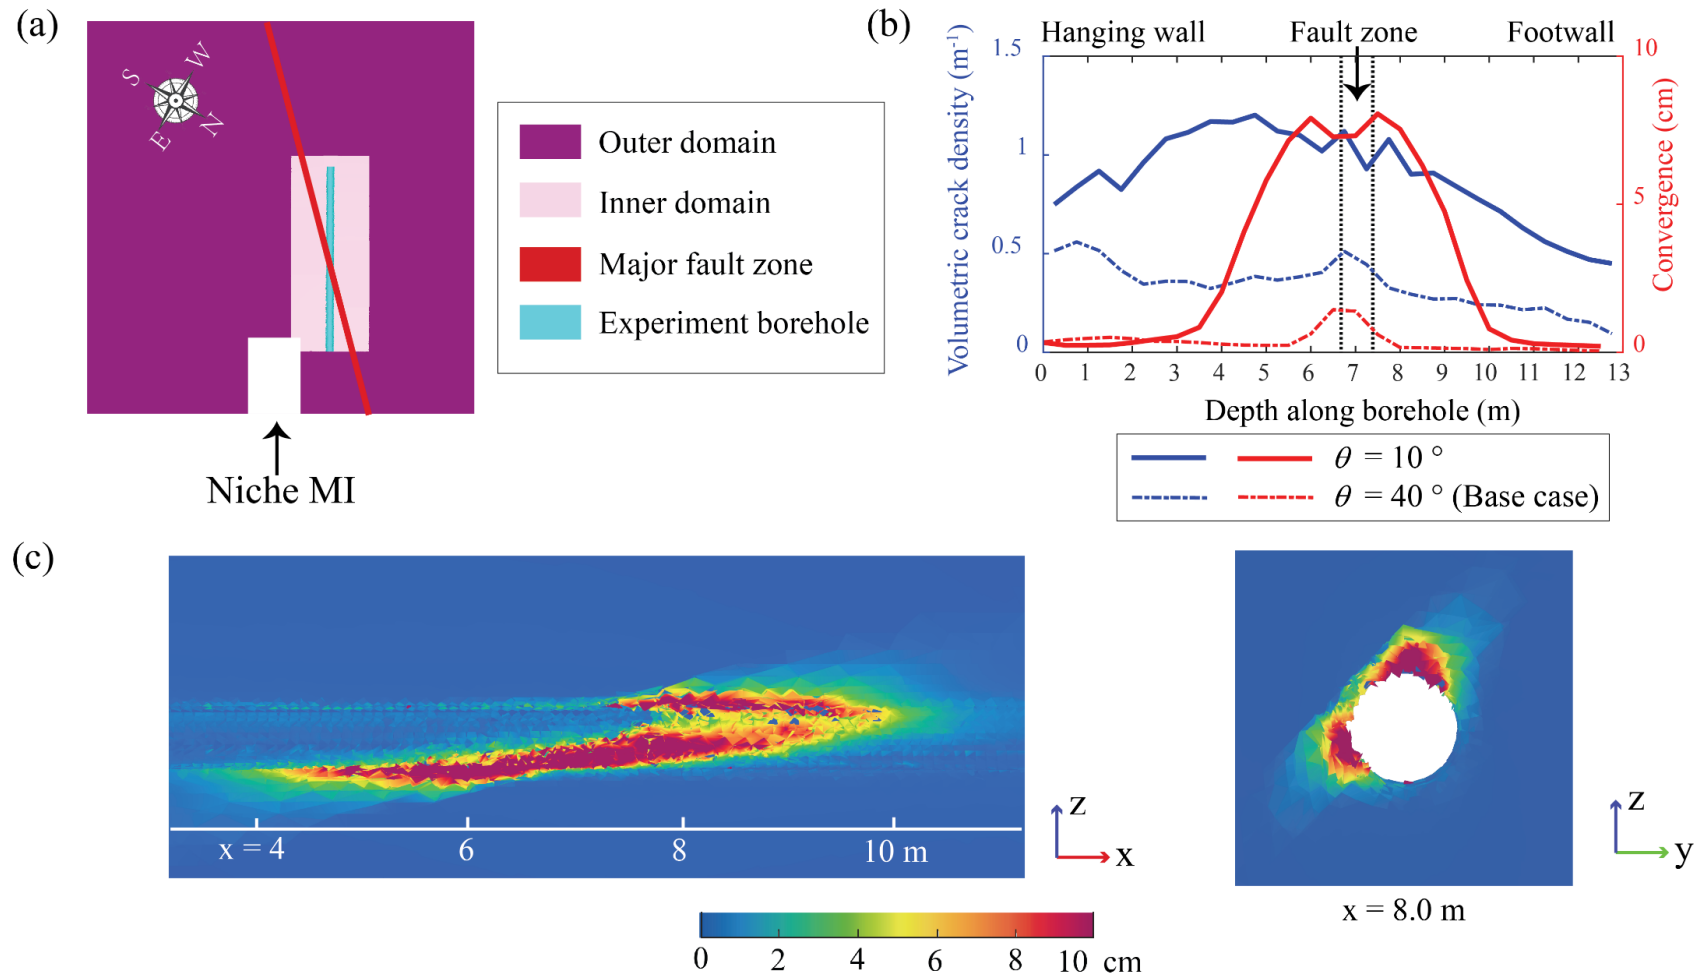 (a)
S
W
E
N
Outer domain
Inner domain
Major fault zone
Experiment borehole
Niche MI
(b)
Hanging wall Fault zone Footwall
Volumetric crack density (m⁻¹)
1.5
1
0.5
0
Convergence (cm)
10
5
0
0 1 2 3 4 5 6 7 8 9 10 11 12 13
Depth along borehole (m)
θ = 10 °
θ = 40 ° (Base case)
(c)
x = 4 6 8 10 m
z
x
z
y
x = 8.0 m
0 2 4 6 8 10 cm